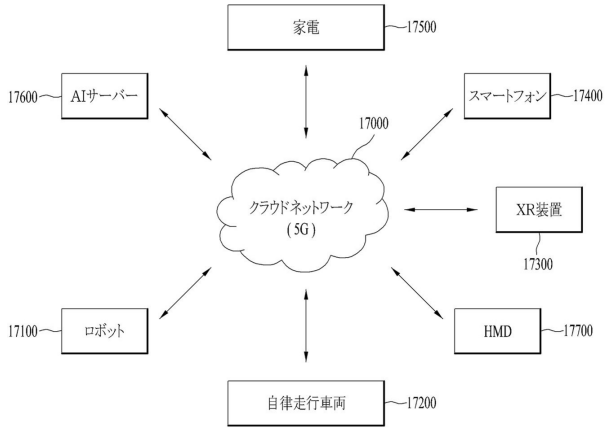 家電
17500
17600
AIサーバー
スマートフォン
17400
17000
クラウドネットワーク
(5G)
XR装置
17300
17100
ロボット
HMD
17700
自律走行車両
17200